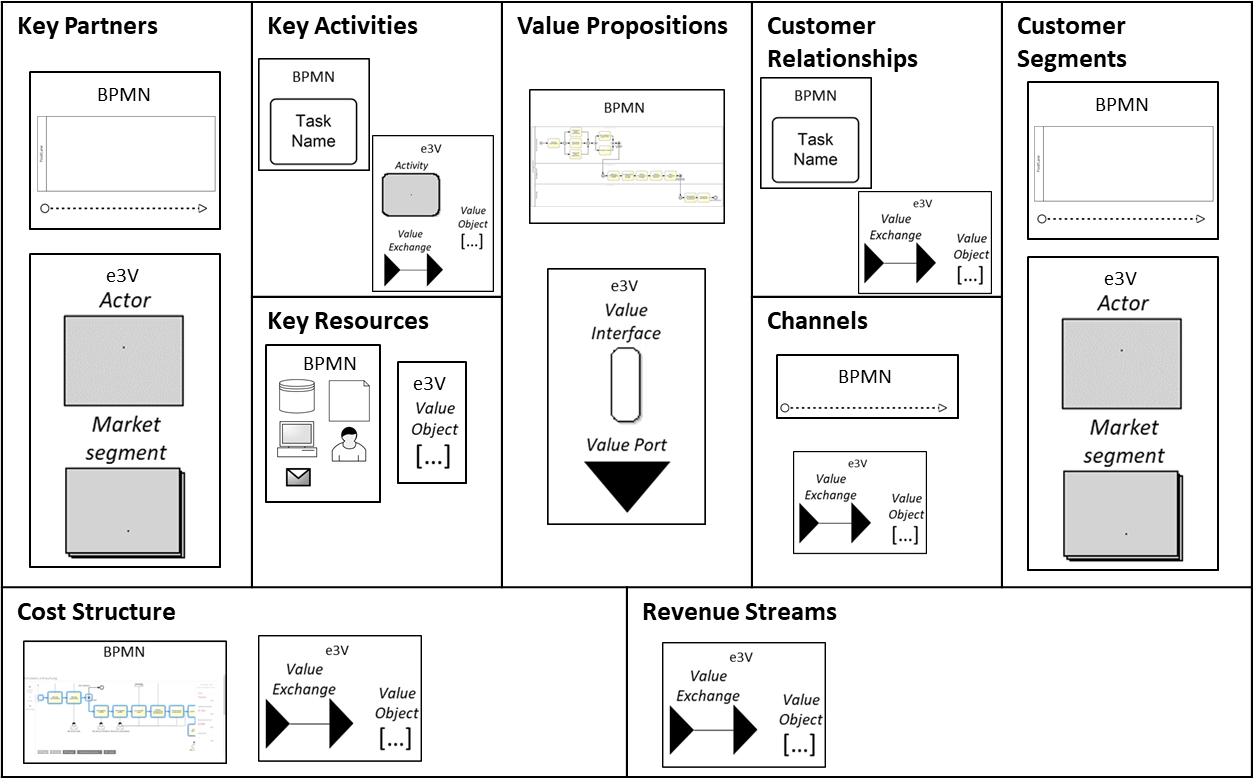 Key Partners
BPMN
e3V
Actor
Market
segment
Key Activities
BPMN
Task
Name
e3V
Activity
Value
Object
[...]
Value
Exchange
Key Resources
BPMN
e3V
Value
Object
[...]
Value Propositions
BPMN
e3V
Value
Interface
Value Port
Customer
Relationships
BPMN
Task
Name
e3V
Value
Exchange
Value
Object
[...]
Channels
BPMN
e3V
Value
Exchange
Value
Object
[...]
Customer
Segments
BPMN
e3V
Actor
Market
segment
Cost Structure
BPMN
e3V
Value
Exchange
Value
Object
[...]
Revenue Streams
e3V
Value
Exchange
Value
Object
[...]